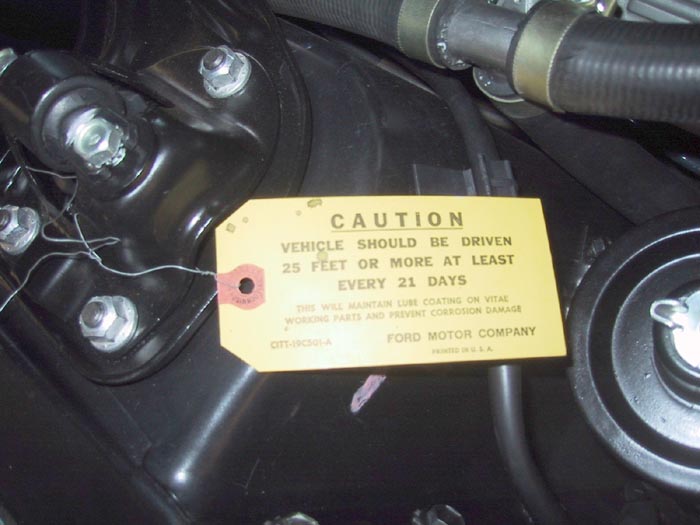 CAUTION
VEHICLE SHOULD BE DRIVEN
25 FEET OR MORE AT LEAST
EVERY 21 DAYS
THIS WILL MAINTAIN LUBE COATING ON VITAE
WORKING PARTS AND PREVENT CORROSION DAMAGE
C1TT-19C501-A FORD MOTOR COMPANY
PRINTED IN U. S. A.